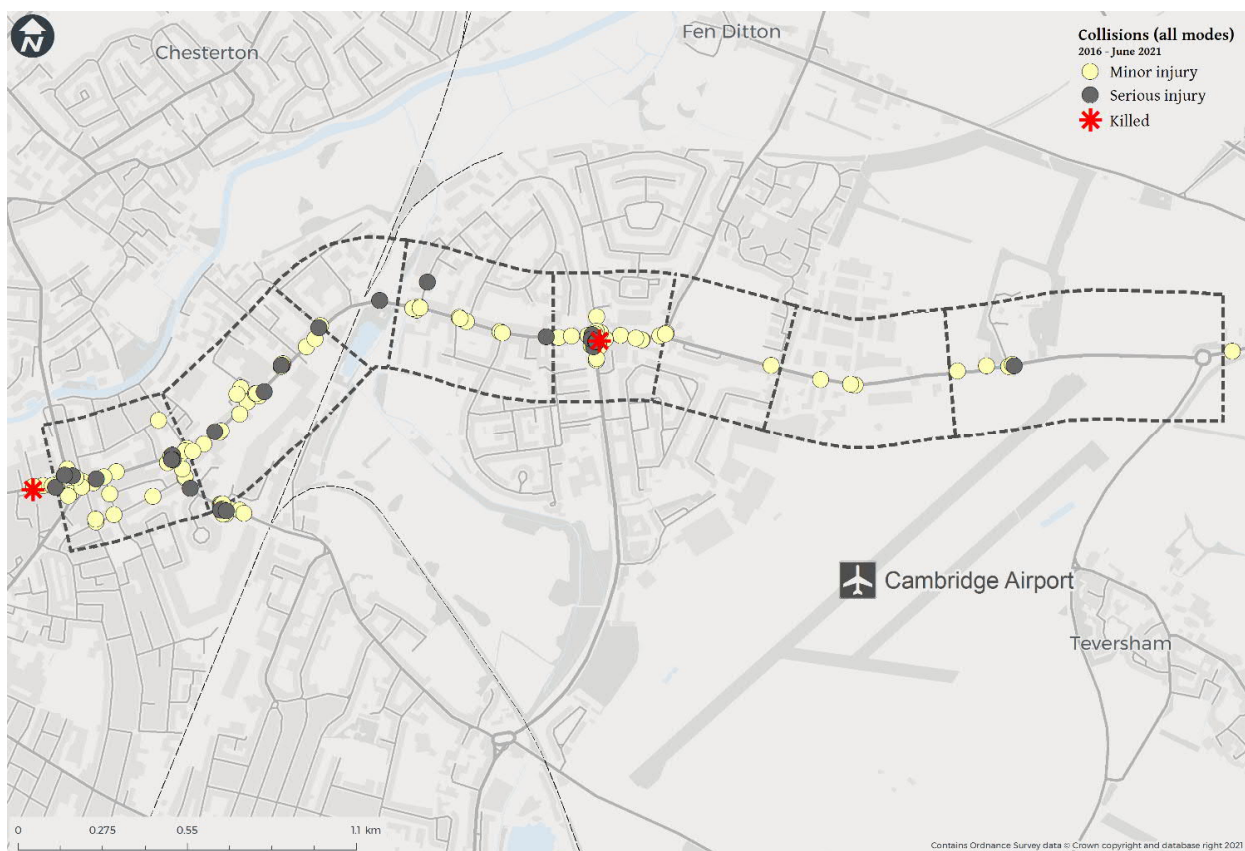 N
Chesterton
Fen Ditton
Collisions (all modes)
2016 - June 2021
Minor injury
Serious injury
Killed
Cambridge Airport
Teversham
0 0.275 0.55 1.1 km
Contains Ordnance Survey data © Crown copyright and database right 2021